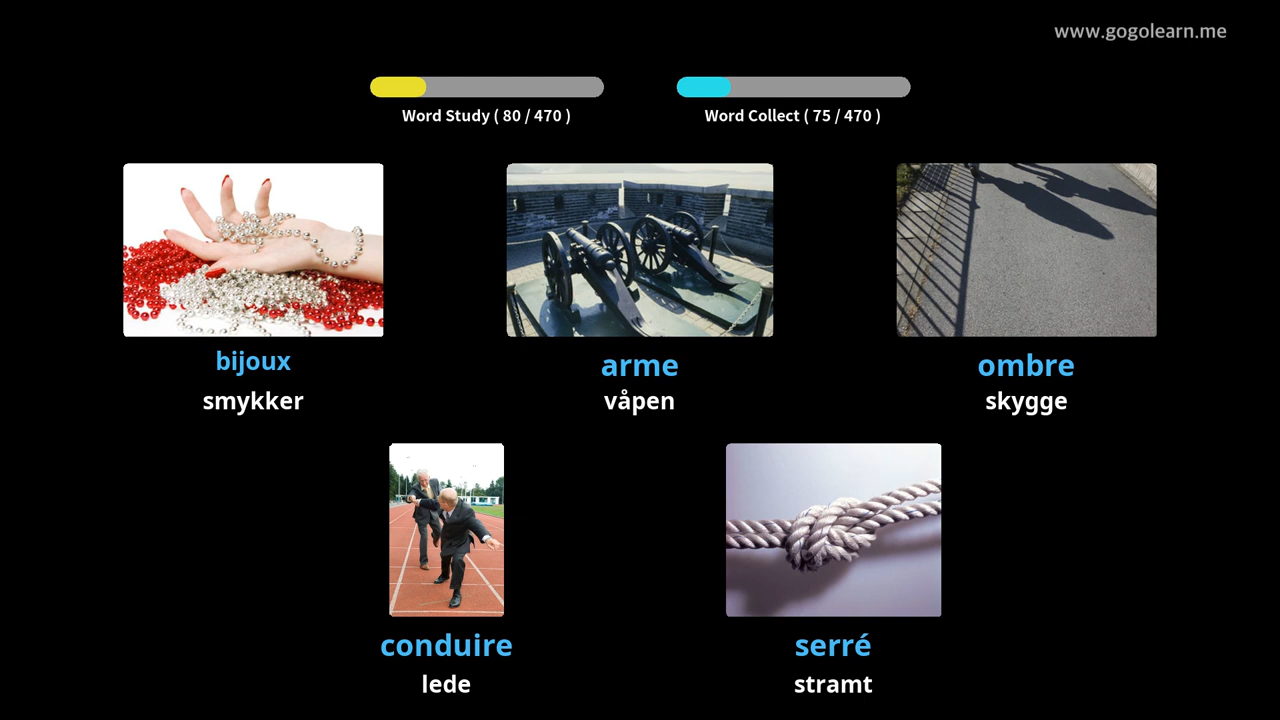 www.gogolearn.me
Word Study ( 80 / 470 )
Word Collect ( 75 / 470 )
bijoux
smykker
arme
våpen
ombre
skygge
conduire
lede
serré
stramt